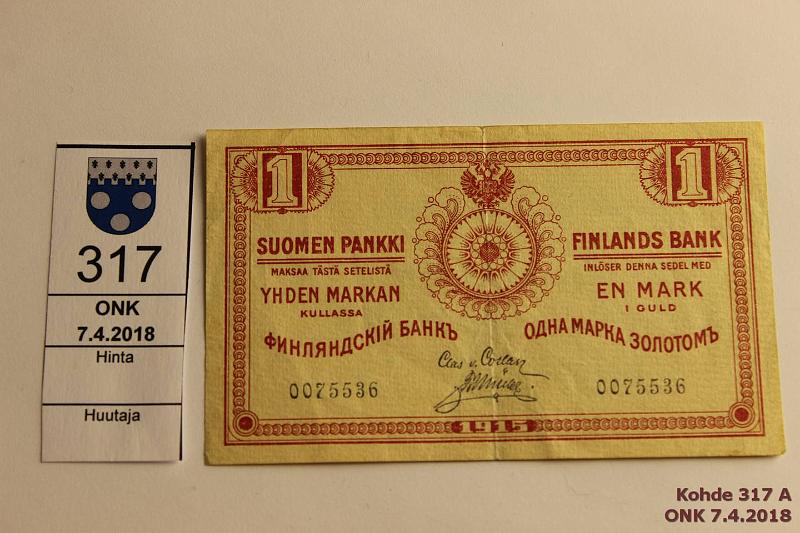 317
ONK
7.4.2018
Hinta
Huutaja
1 1
SUOMEN PANKKI
MAKSAA TÄSTÄ SETELISTÄ
YHDEN MARKAN
KULLASSA
FINLANDS BANK
INLÖSER DENNA SEDEL MED
EN MARK
I GULD
ФИНЛЯНДСКІЙ БАНКЪ
ОДНА МАРКА ЗОЛОТОМЪ
Clas v. Collan
0075536 0075536
1915
Kohde 317 A
ONK 7.4.2018